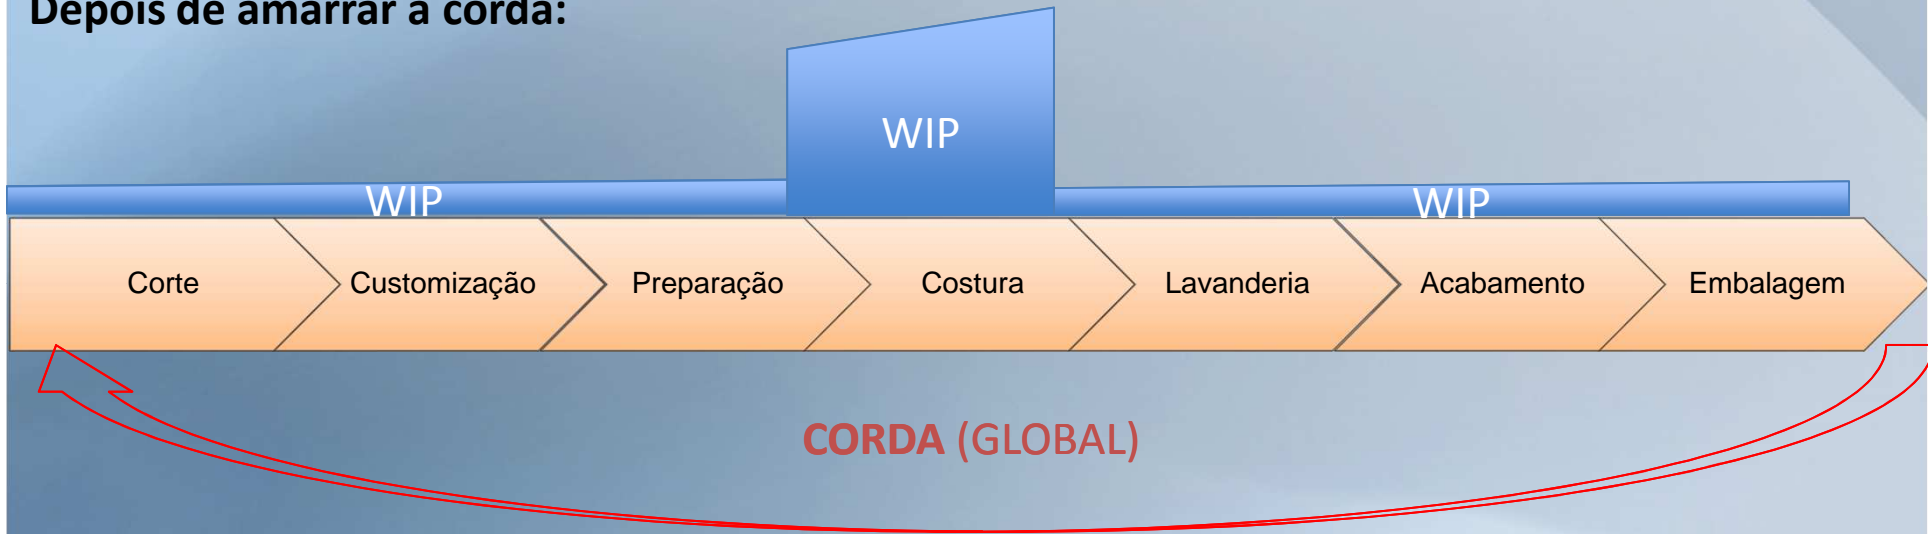 Depois de amarrar a corda:
WIP
WIP
WIP
Corte
Customização
Preparação
Costura
Lavanderia
Acabamento
Embalagem
CORDA (GLOBAL)